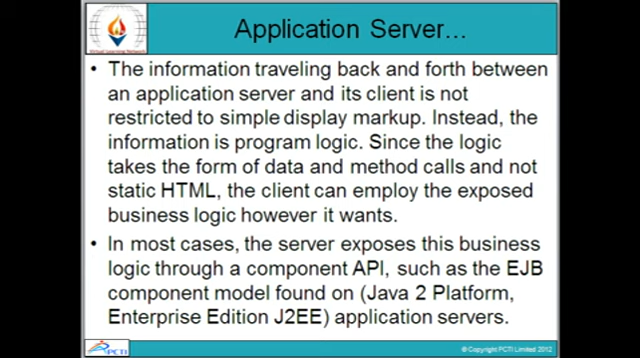 Application Server...
• The information traveling back and forth between
an application server and its client is not
restricted to simple display markup. Instead, the
information is program logic. Since the logic
takes the form of data and method calls and not
static HTML, the client can employ the exposed
business logic however it wants.
• In most cases, the server exposes this business
logic through a component API, such as the EJB
component model found on (Java 2 Platform,
Enterprise Edition J2EE) application servers.
Virtual Learning Network
PCTI
© Copyright PCTI Limited 2012